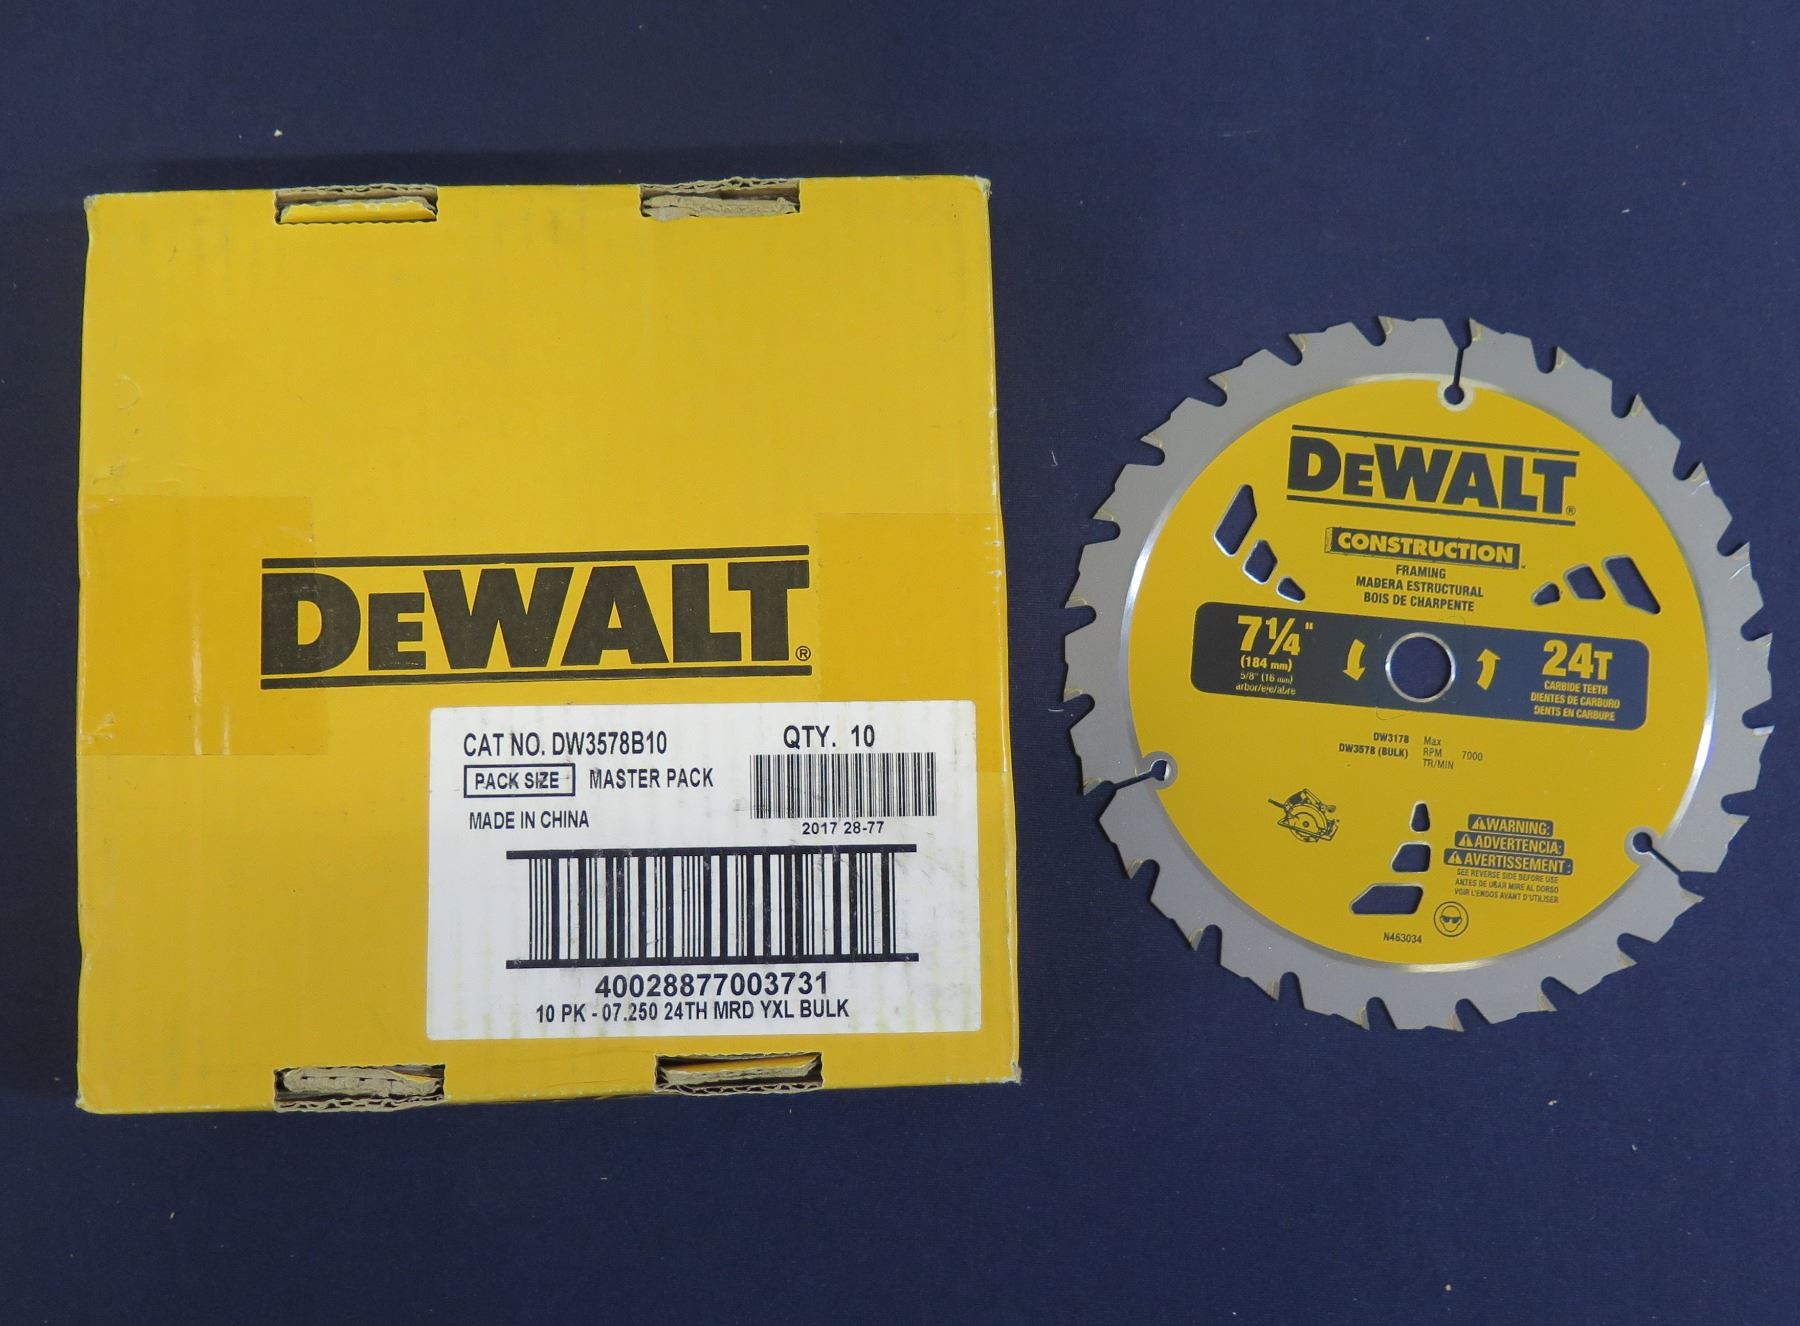 DEWALT®
CAT NO. DW3578B10
QTY. 10
PACK SIZE MASTER PACK
MADE IN CHINA
2017 28-77
40028877003731
10 PK - 07.250 24TH MRD YXL BULK
DEWALT®
CONSTRUCTION
FRAMING
MADERA ESTRUCTURAL
BOIS DE CHARPENTE
7 1/4"
(184 mm)
5/8" (16 mm)
arbor/eje/abre
24T
CARBIDE TEETH
DIENTES DE CARBURO
DENTS EN CARBURE
DW3178
DW3578 (BULK)
Max
RPM 7000
TR/MIN
WARNING:
ADVERTENCIA:
AVERTISSEMENT:
SEE REVERSE SIDE BEFORE USE
ANTES DE USAR MIRE AL DORSO
VOIR L'ENDOS AVANT D'UTILISER
N463034